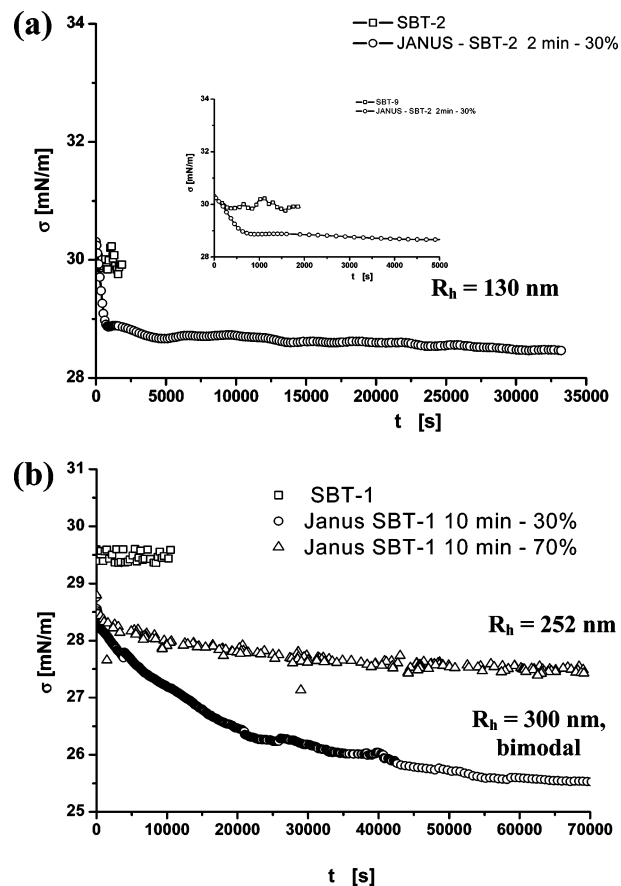 (a)
SBT-2
JANUS - SBT-2 2 min - 30%
34
32
30
28
σ [mN/m]
34
32
30
28
σ [mN/m]
SBT-9
JANUS - SBT-2 2min - 30%
0 1000 2000 3000 4000 5000
t [s]
Rh = 130 nm
0 5000 10000 15000 20000 25000 30000 35000
t [s]
(b)
31
30
29
28
27
26
25
σ [mN/m]
SBT-1
Janus SBT-1 10 min - 30%
Janus SBT-1 10 min - 70%
Rh = 252 nm
Rh = 300 nm,
bimodal
0 10000 20000 30000 40000 50000 60000 70000
t [s]